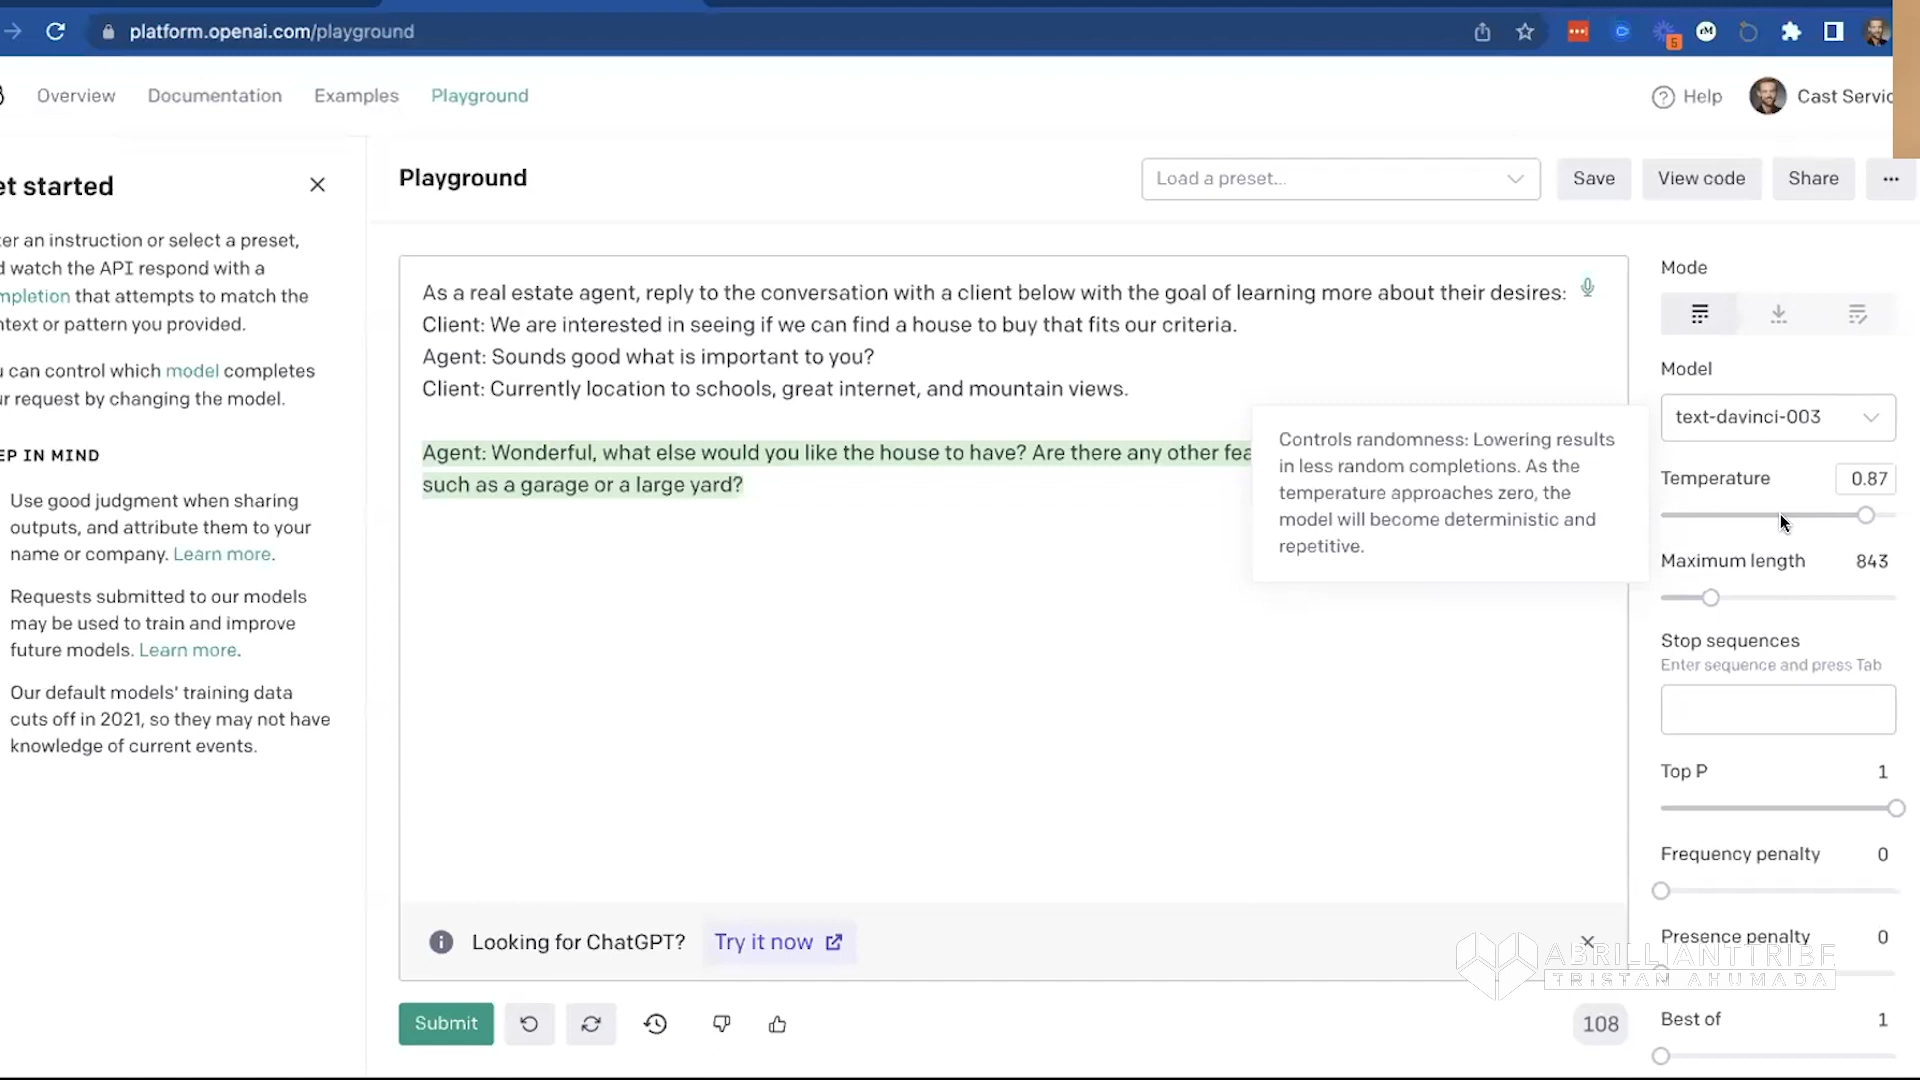 platform.openai.com/playground
5
Overview Documentation Examples Playground
Help
Cast Servic
et started
Playground
Load a preset...
Save
View code
Share
er an instruction or select a preset,
d watch the API respond with a
mpletion that attempts to match the
ntext or pattern you provided.
u can control which model completes
ur request by changing the model.
EP IN MIND
Use good judgment when sharing
outputs, and attribute them to your
name or company. Learn more.
Requests submitted to our models
may be used to train and improve
future models. Learn more.
Our default models' training data
cuts off in 2021, so they may not have
knowledge of current events.
As a real estate agent, reply to the conversation with a client below with the goal of learning more about their desires:
Client: We are interested in seeing if we can find a house to buy that fits our criteria.
Agent: Sounds good what is important to you?
Client: Currently location to schools, great internet, and mountain views.
Agent: Wonderful, what else would you like the house to have? Are there any other fea
such as a garage or a large yard?
Controls randomness: Lowering results
in less random completions. As the
temperature approaches zero, the
model will become deterministic and
repetitive.
Looking for ChatGPT? Try it now
Submit
108
Mode
Model
text-davinci-003
Temperature 0.87
Maximum length 843
Stop sequences
Enter sequence and press Tab
Top P 1
Frequency penalty 0
Presence penalty 0
Best of 1
ABRILLIANTTRIBE
TRISTAN AHUMADA